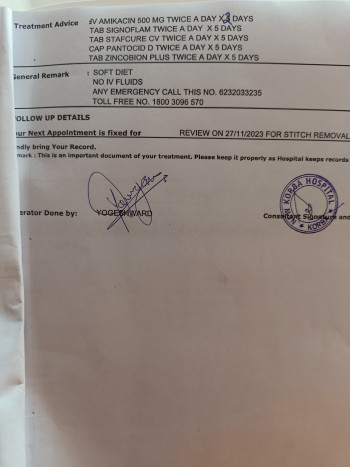 Treatment Advice IV AMIKACIN 500 MG TWICE A DAY X 3 DAYS
TAB SIGNOFLAM TWICE A DAY X 5 DAYS
TAB STAFCURE CV TWICE A DAY X 5 DAYS
CAP PANTOCID D TWICE A DAY X 5 DAYS
TAB ZINCOBION PLUS TWICE A DAY X 5 DAYS
General Remark : SOFT DIET
NO IV FLUIDS
ANY EMERGENCY CALL THIS NO. 6232033235
TOLL FREE NO. 1800 3096 570
FOLLOW UP DETAILS
our Next Appointment is fixed for REVIEW ON 27/11/2023 FOR STITCH REMOVAL
ndly bring Your Record.
mark : This is an important document of your treatment. Please keep it properly as Hospital keeps records
erator Done by: YOGESHWARD
Consultant Signature and
KORBA HOSPITAL
KORBA